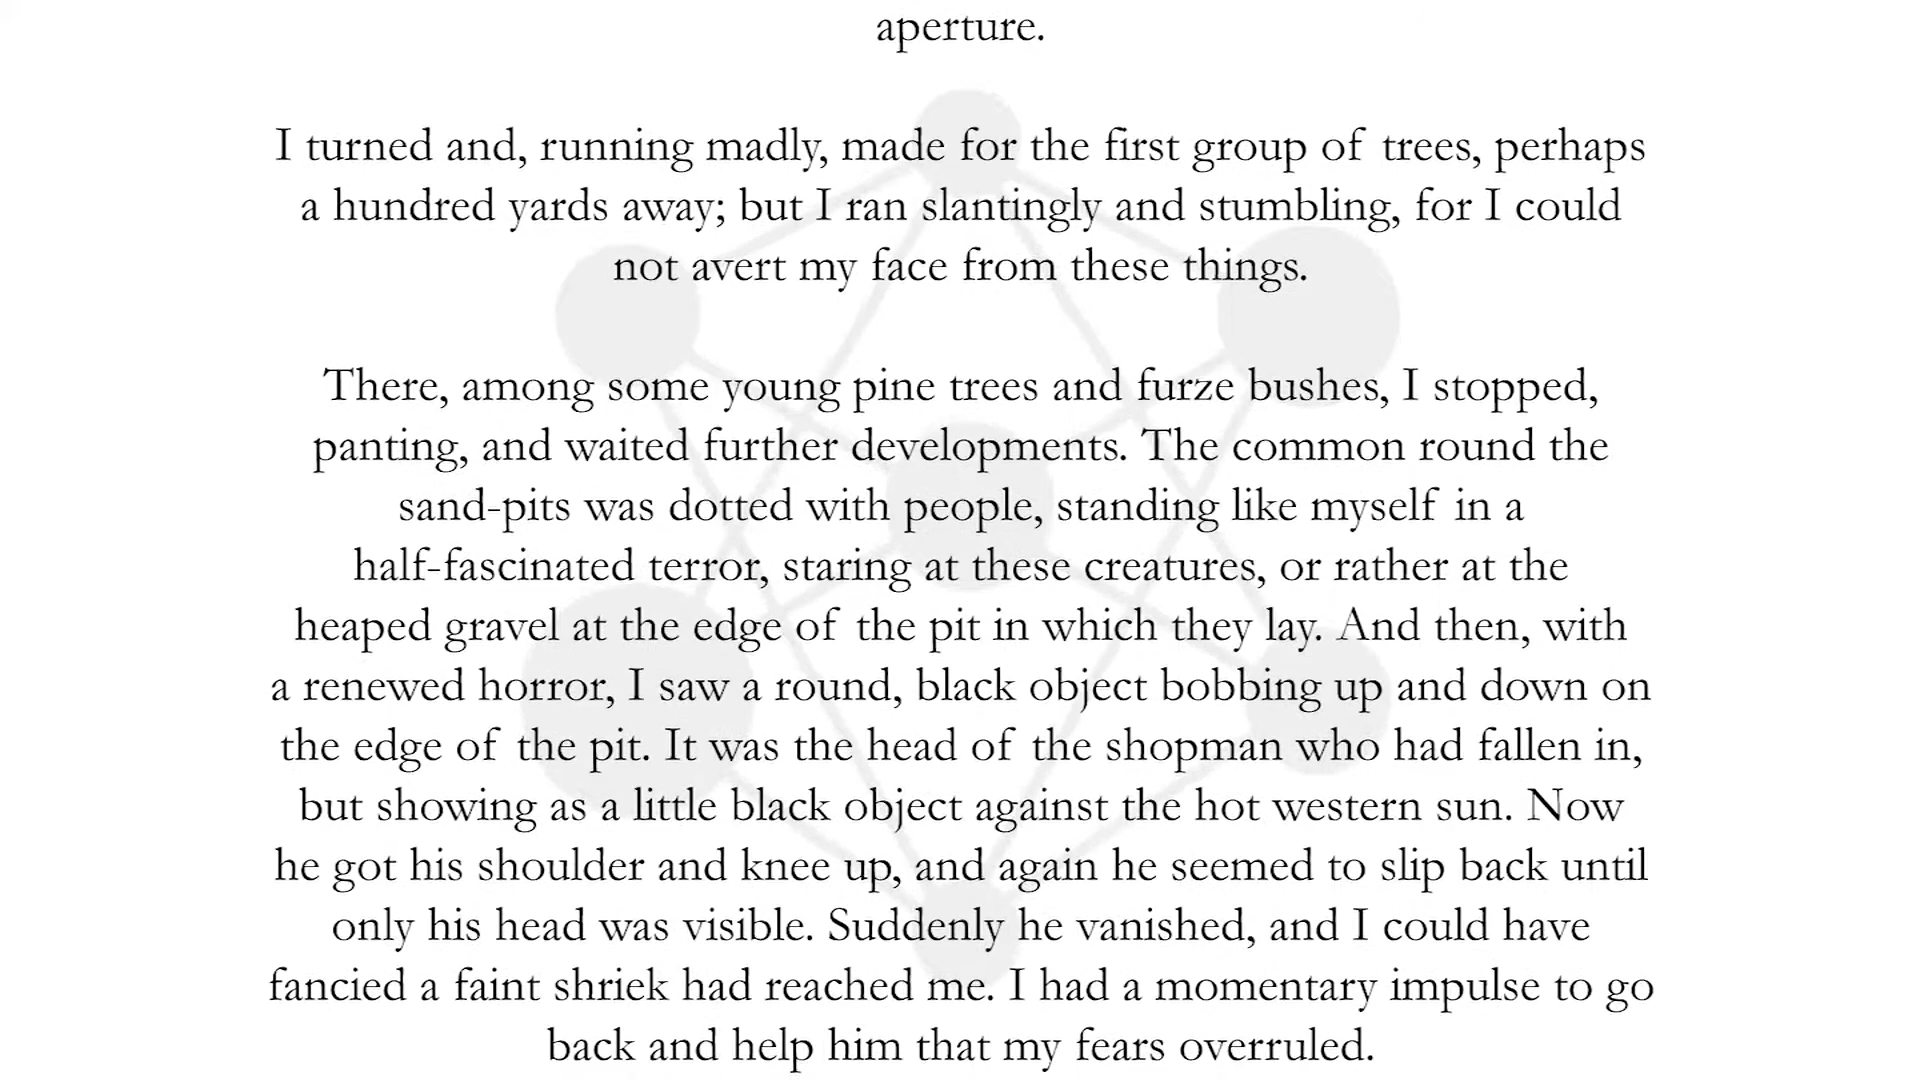 aperture.
I turned and, running madly, made for the first group of trees, perhaps
a hundred yards away; but I ran slantingly and stumbling, for I could
not avert my face from these things.
There, among some young pine trees and furze bushes, I stopped,
panting, and waited further developments. The common round the
sand-pits was dotted with people, standing like myself in a
half-fascinated terror, staring at these creatures, or rather at the
heaped gravel at the edge of the pit in which they lay. And then, with
a renewed horror, I saw a round, black object bobbing up and down on
the edge of the pit. It was the head of the shopman who had fallen in,
but showing as a little black object against the hot western sun. Now
he got his shoulder and knee up, and again he seemed to slip back until
only his head was visible. Suddenly he vanished, and I could have
fancied a faint shriek had reached me. I had a momentary impulse to go
back and help him that my fears overruled.